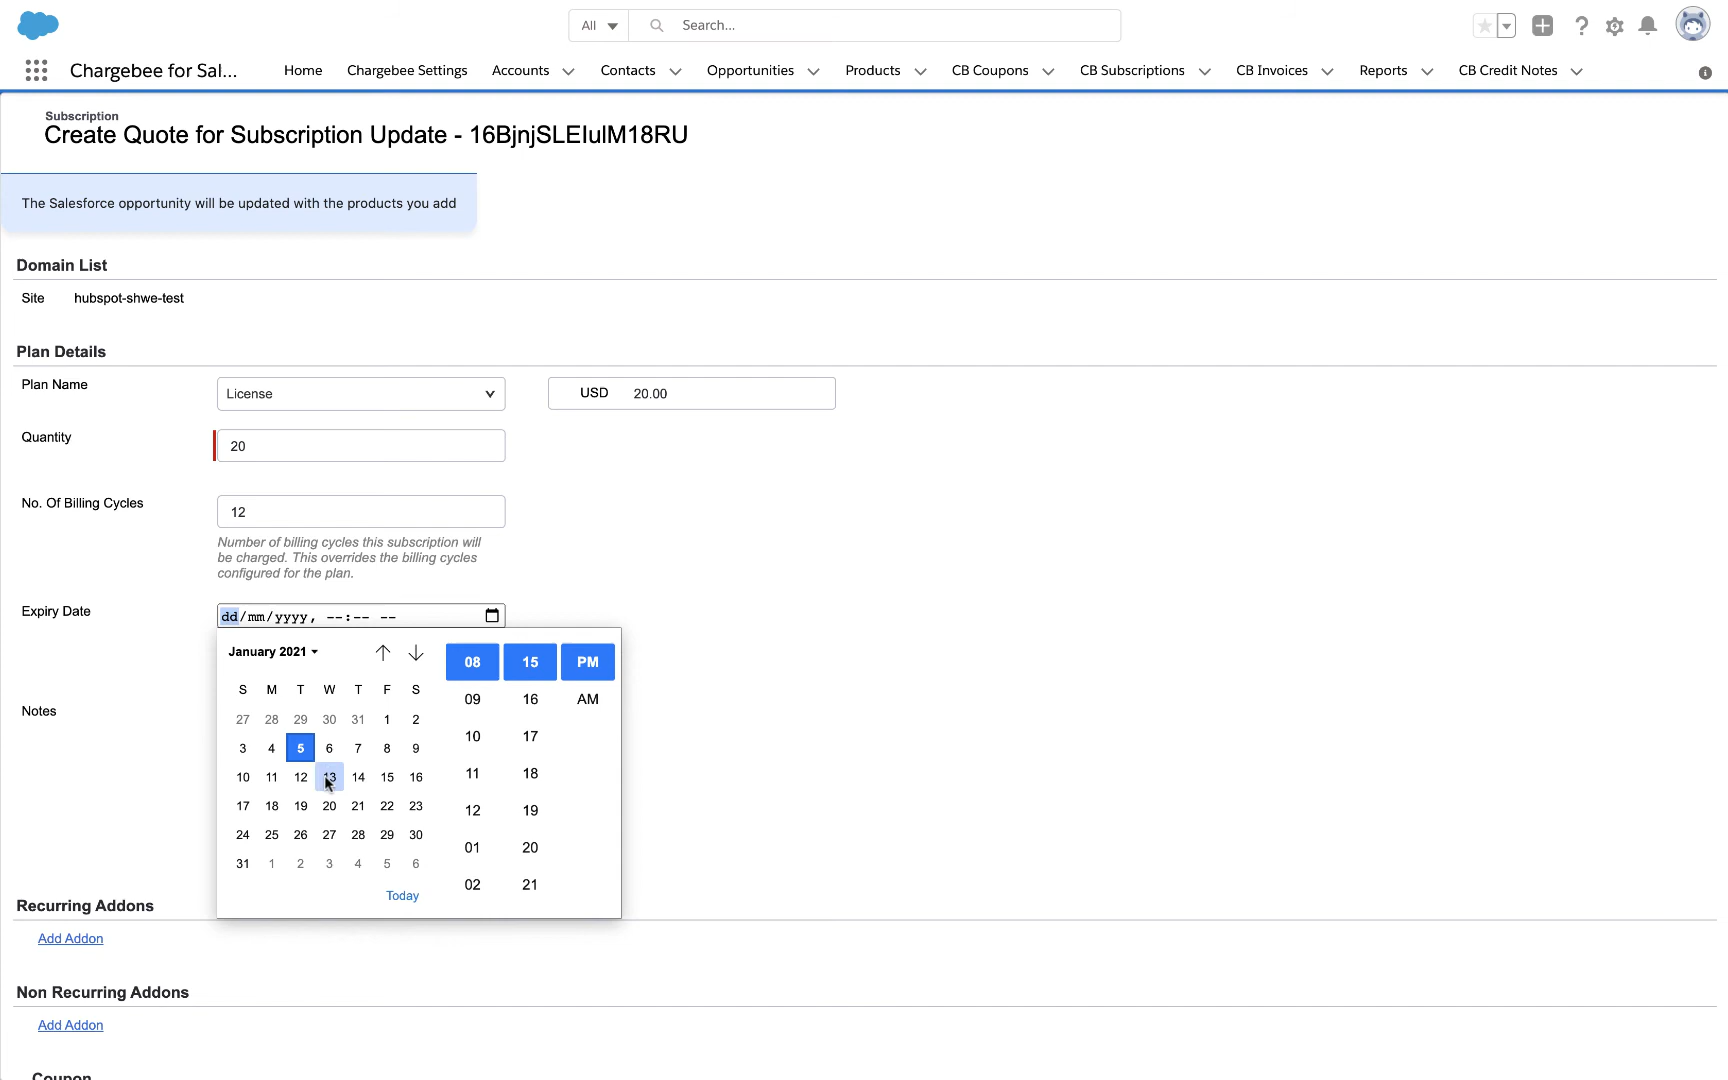 All
Search...
Chargebee for Sal...
Home
Chargebee Settings
Accounts
Contacts
Opportunities
Products
CB Coupons
CB Subscriptions
CB Invoices
Reports
CB Credit Notes
Subscription
Create Quote for Subscription Update - 16BjnjSLEIulM18RU
The Salesforce opportunity will be updated with the products you add
Domain List
Site hubspot-shwe-test
Plan Details
Plan Name License USD 20.00
Quantity 20
No. Of Billing Cycles 12
Number of billing cycles this subscription will
be charged. This overrides the billing cycles
configured for the plan.
Expiry Date dd/mm/yyyy, --:-- --
January 2021 08 15 PM
S M T W T F S 09 16 AM
27 28 29 30 31 1 2
3 4 5 6 7 8 9 10 17
10 11 12 13 14 15 16 11 18
17 18 19 20 21 22 23 12 19
24 25 26 27 28 29 30 01 20
31 1 2 3 4 5 6 02 21
Today
Notes
Recurring Addons
Add Addon
Non Recurring Addons
Add Addon
Coupon